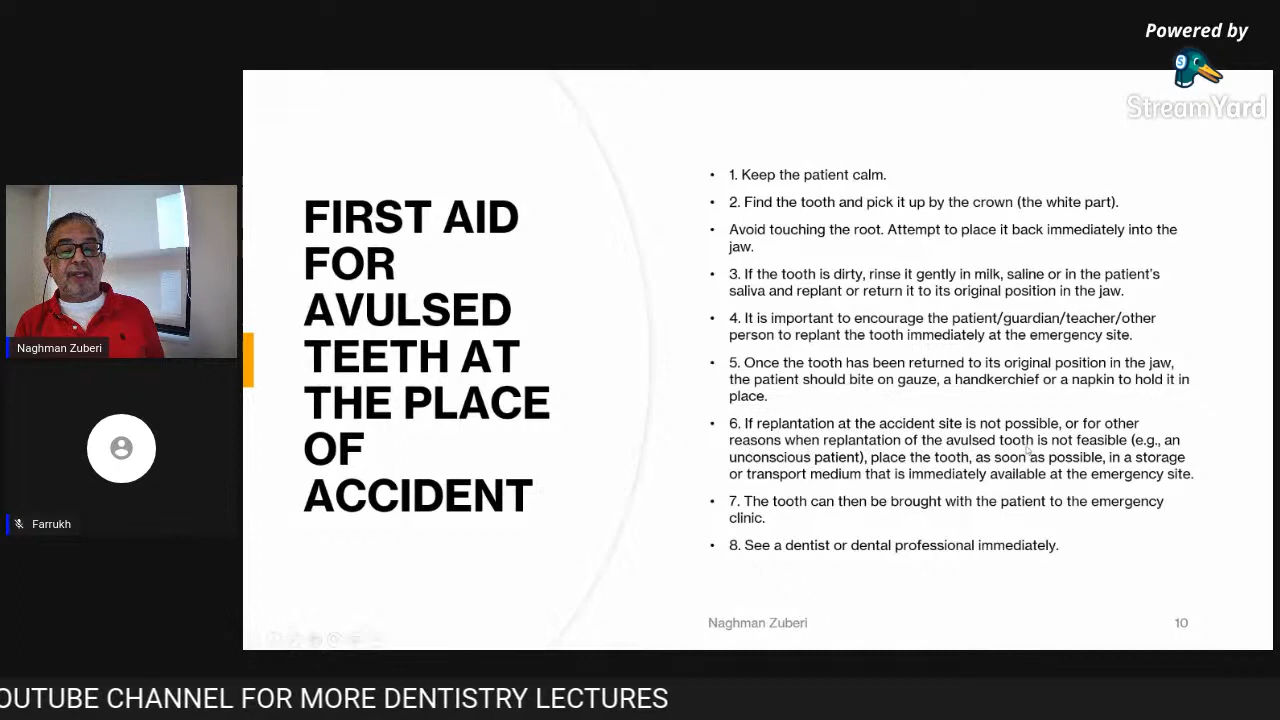 Powered by
StreamYard
FIRST AID
FOR
AVULSED
TEETH AT
THE PLACE
OF
ACCIDENT
• 1. Keep the patient calm.
• 2. Find the tooth and pick it up by the crown (the white part).
• Avoid touching the root. Attempt to place it back immediately into the
jaw.
• 3. If the tooth is dirty, rinse it gently in milk, saline or in the patient's
saliva and replant or return it to its original position in the jaw.
• 4. It is important to encourage the patient/guardian/teacher/other
person to replant the tooth immediately at the emergency site.
• 5. Once the tooth has been returned to its original position in the jaw,
the patient should bite on gauze, a handkerchief or a napkin to hold it in
place.
• 6. If replantation at the accident site is not possible, or for other
reasons when replantation of the avulsed tooth is not feasible (e.g., an
unconscious patient), place the tooth, as soon as possible, in a storage
or transport medium that is immediately available at the emergency site.
• 7. The tooth can then be brought with the patient to the emergency
clinic.
• 8. See a dentist or dental professional immediately.
Naghman Zuberi
10
Naghman Zuberi
Farrukh
OUTUBE CHANNEL FOR MORE DENTISTRY LECTURES